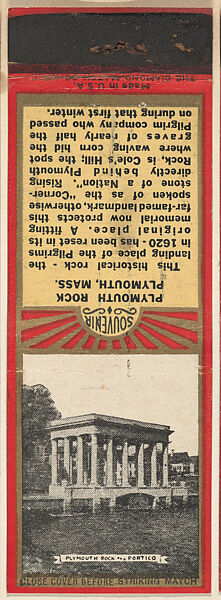 PLYMOUTH ROCK
PLYMOUTH, MASS.
This historical rock - the
landing place of the Pilgrims
in 1620 - has been reset in its
original place. A fitting
memorial now protects this
far-famed landmark, otherwise
spoken of as the "Corner-
stone of a Nation". Rising
directly behind Plymouth
Rock, is Cole's Hill; the spot
where waving corn hid the
graves of nearly half the
Pilgrim company who passed
on during that first winter.
Made in U.S.A.
THE DIAMOND MATCH
SOUVENIR
PLYMOUTH ROCK PORTICO
CLOSE COVER BEFORE STRIKING MATCH